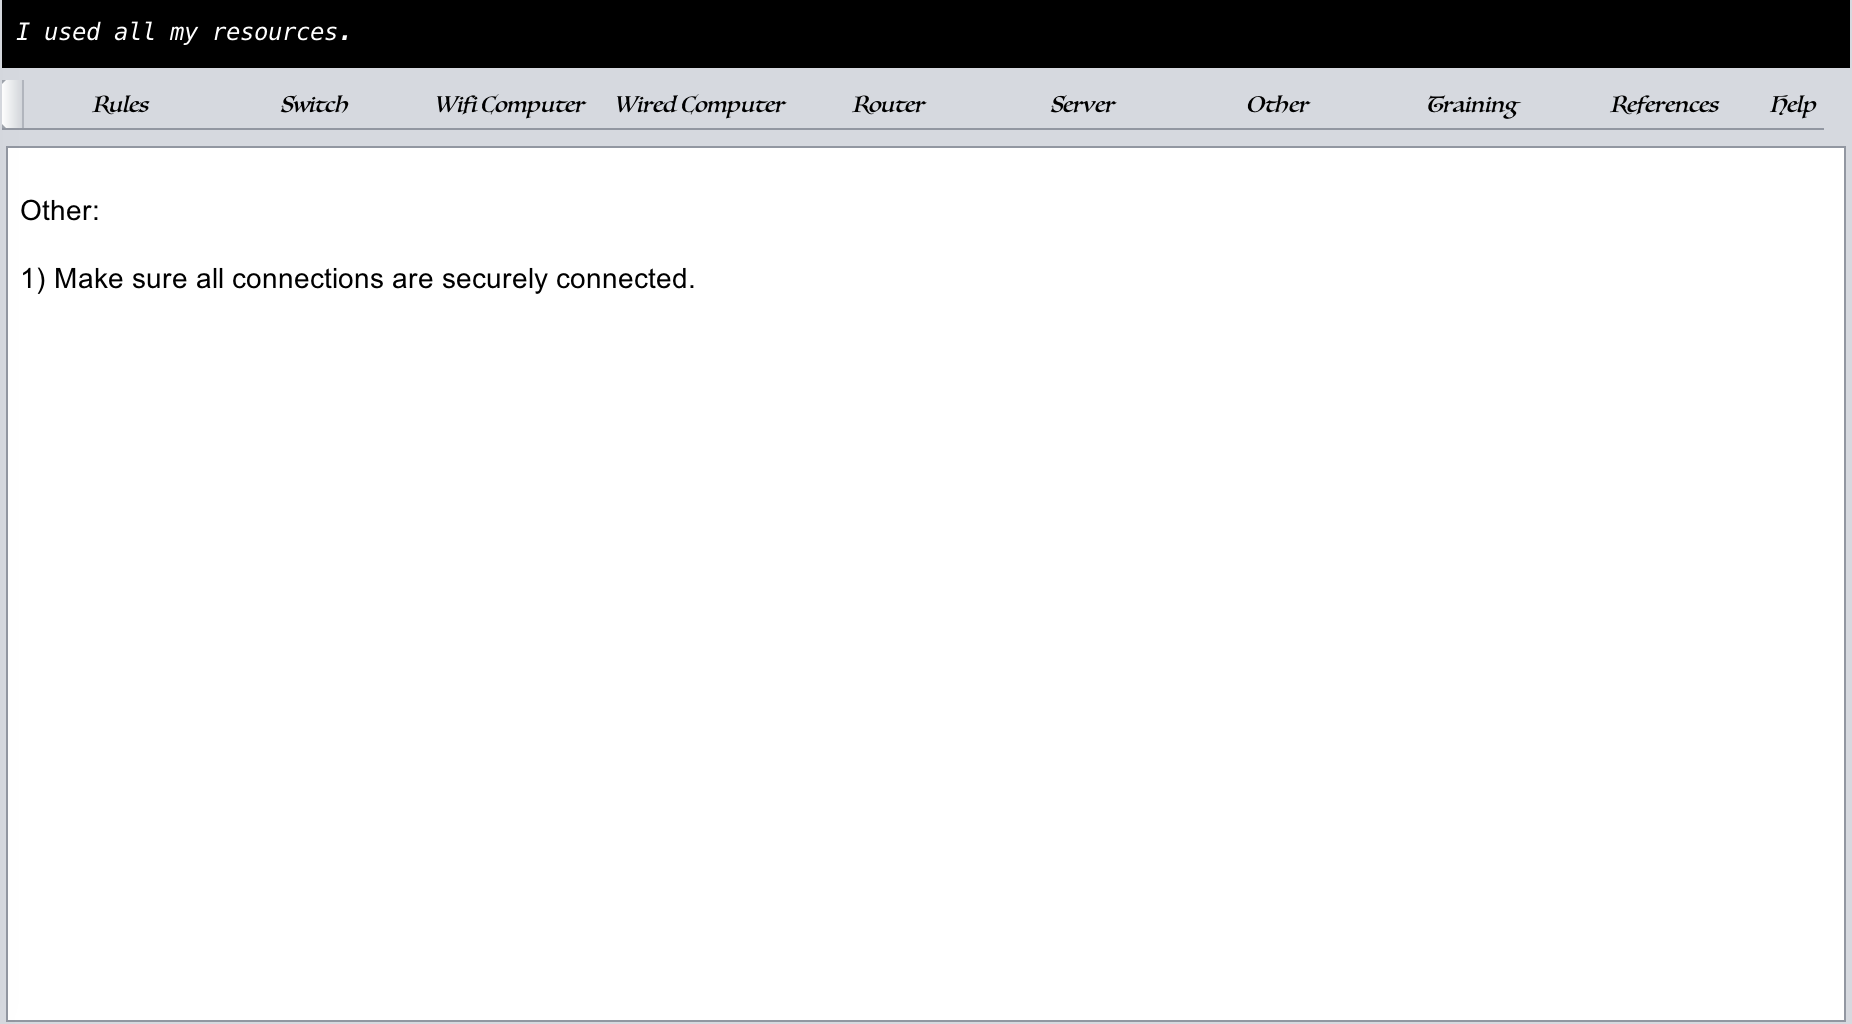 I used all my resources.
Rules Switch Wifi Computer Wired Computer Router Server Other Training References Help
Other:
1) Make sure all connections are securely connected.